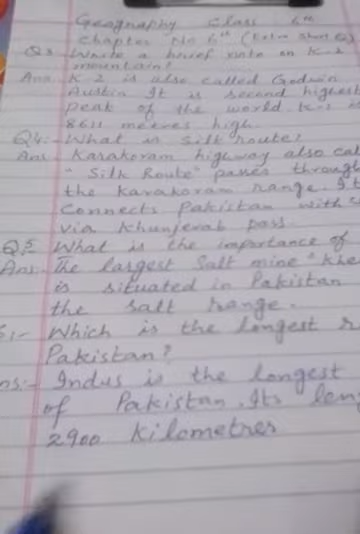 Geography Class 6th
Chapter No 6th
Q3 Write a brief note on K-2
mountain?
Ans K-2 is also called Godwin
Austin It is second highest
peak of the world K-2 is
8611 metres high.
Q4:- What is silk route?
Ans Karakoram highway also
"Silk Route" passes through
the Karakoram range. It
Connects Pakistan with
via Khunjerab pass.
Q5 What is the importance of
Ans. The largest Salt mine
is situated in Pakistan
the salt range.
Which is the longest
Pakistan?
Indus is the longest
of Pakistan. Its
2900 kilometres